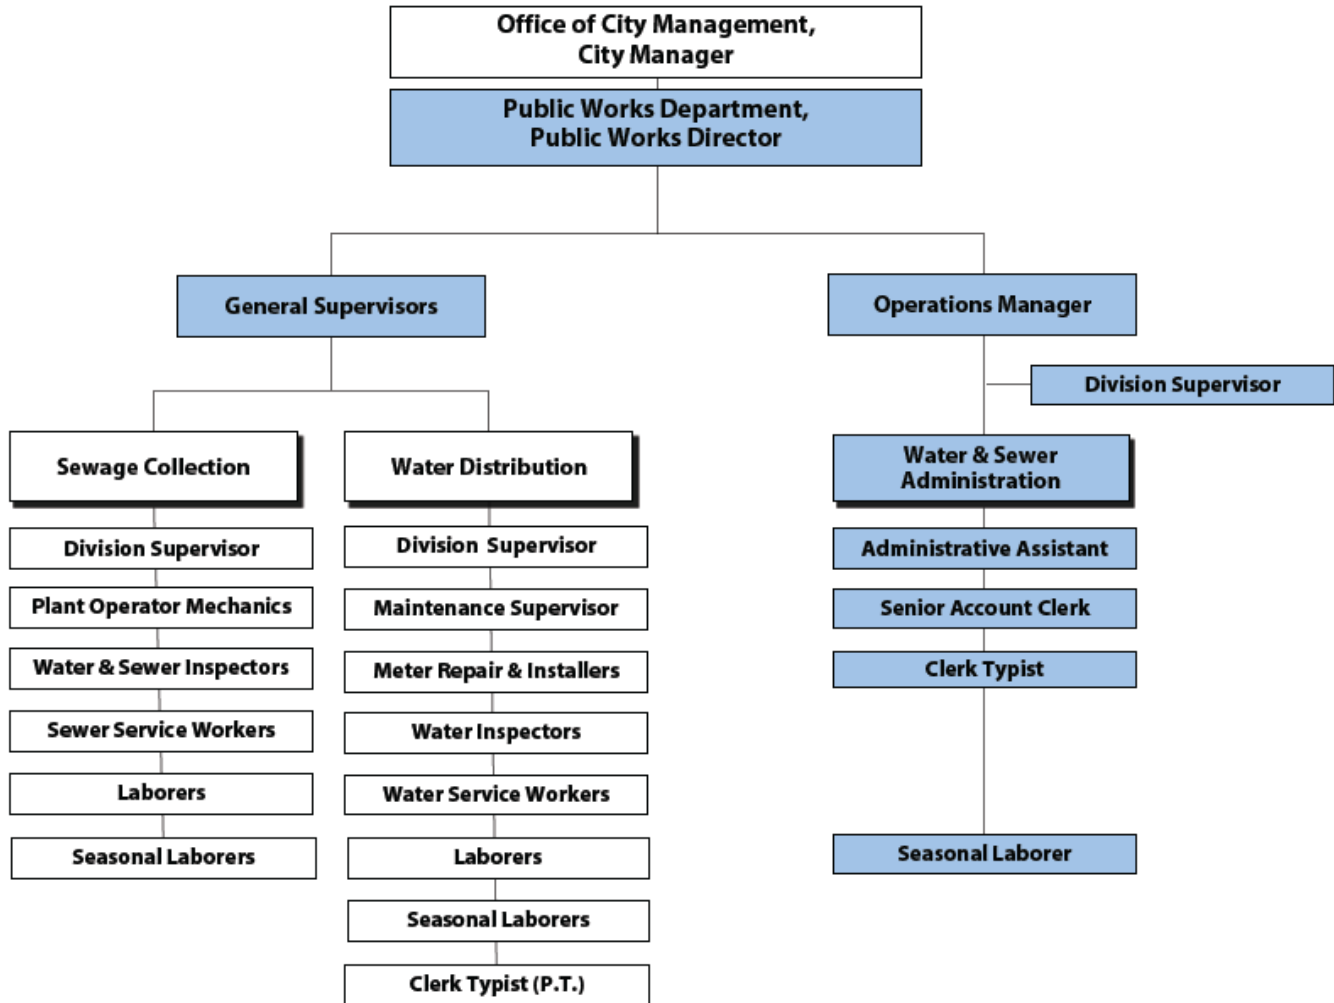 Office of City Management,
City Manager
Public Works Department,
Public Works Director
General Supervisors
Operations Manager
Division Supervisor
Sewage Collection
Water Distribution
Water & Sewer
Administration
Division Supervisor
Plant Operator Mechanics
Water & Sewer Inspectors
Sewer Service Workers
Laborers
Seasonal Laborers
Division Supervisor
Maintenance Supervisor
Meter Repair & Installers
Water Inspectors
Water Service Workers
Laborers
Seasonal Laborers
Clerk Typist (P.T.)
Administrative Assistant
Senior Account Clerk
Clerk Typist
Seasonal Laborer